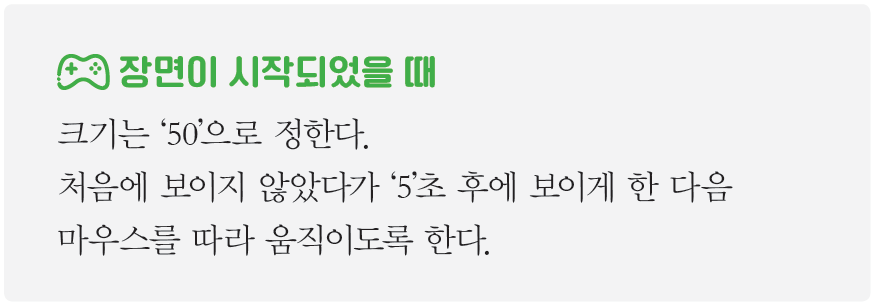 장면이 시작되었을 때
크기는 ‘50’으로 정한다.
처음에 보이지 않았다가 ‘5’초 후에 보이게 한 다음
마우스를 따라 움직이도록 한다.